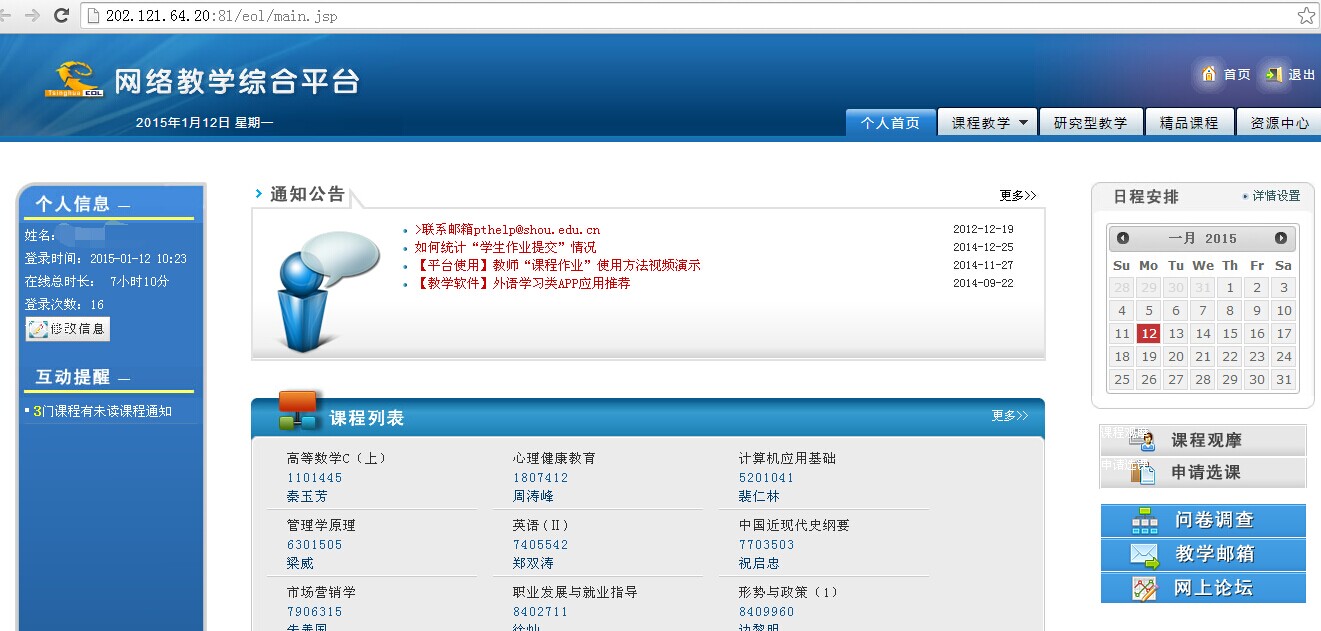 202.121.64.20:81/eol/main.jsp
网络教学综合平台
首页 退出
2015年1月12日 星期一
个人首页 课程教学 研究型教学 精品课程 资源中心
个人信息
姓名:
登录时间: 2015-01-12 10:23
在线总时长: 7小时10分
登录次数: 16
修改信息
互动提醒
3门课程有未读课程通知
通知公告 更多>>
>联系邮箱pthelp@shou.edu.cn 2012-12-19
如何统计“学生作业提交”情况 2014-12-25
【平台使用】教师“课程作业”使用方法视频演示 2014-11-27
【教学软件】外语学习类APP应用推荐 2014-09-22
课程列表 更多>>
高等数学C（上） 心理健康教育 计算机应用基础
1101445 1807412 5201041
秦玉芳 周涛峰 裴仁林
管理学原理 英语(II) 中国近现代史纲要
6301505 7405542 7703503
梁威 郑双涛 祝启忠
市场营销学 职业发展与就业指导 形势与政策（1）
7906315 8402711 8409960
日程安排 详情设置
一月 2015
Su Mo Tu We Th Fr Sa
28 29 30 31 1 2 3
4 5 6 7 8 9 10
11 12 13 14 15 16 17
18 19 20 21 22 23 24
25 26 27 28 29 30 31
课程观摩
申请选课
问卷调查
教学邮箱
网上论坛